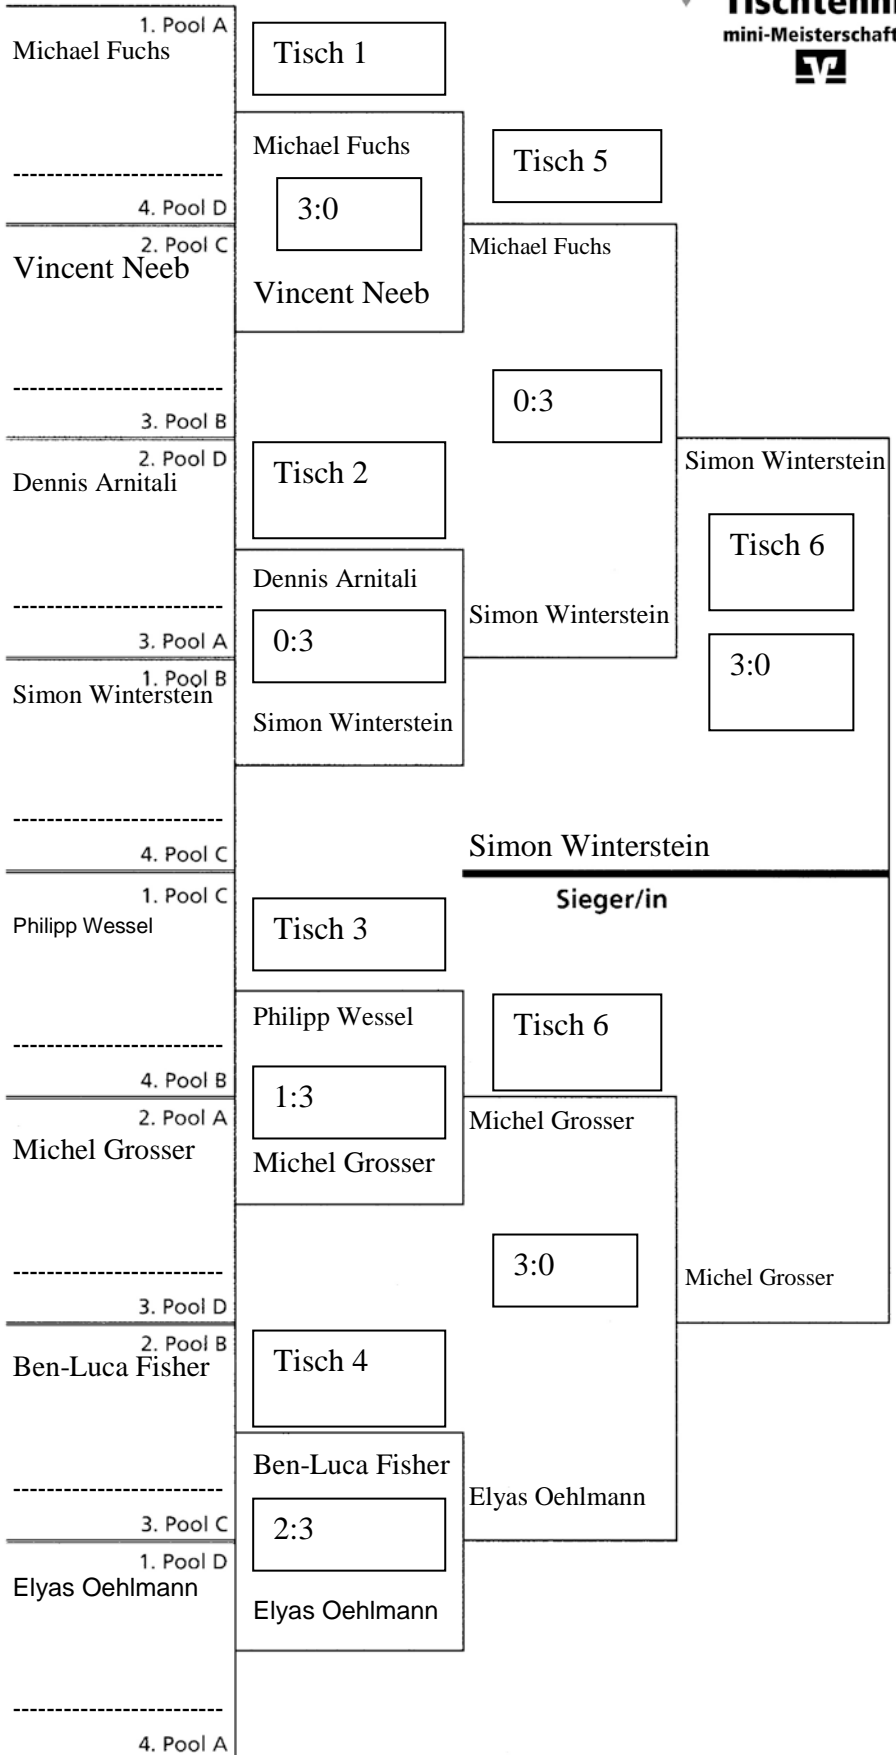 1. Pool A
Tischtennis
mini-Meisterschaft
Michael Fuchs
Tisch 1
Michael Fuchs
Tisch 5
4. Pool D
3:0
2. Pool C
Michael Fuchs
Vincent Neeb
Vincent Neeb
0:3
3. Pool B
2. Pool D
Dennis Arnitali
Tisch 2
Simon Winterstein
Tisch 6
Dennis Arnitali
Simon Winterstein
3. Pool A
0:3
3:0
1. Pool B
Simon Winterstein
Simon Winterstein
4. Pool C
Simon Winterstein
1. Pool C
Sieger/in
Philipp Wessel
Tisch 3
Philipp Wessel
Tisch 6
4. Pool B
1:3
2. Pool A
Michel Grosser
Michel Grosser
Michel Grosser
3:0
Michel Grosser
3. Pool D
2. Pool B
Ben-Luca Fisher
Tisch 4
Ben-Luca Fisher
Elyas Oehlmann
3. Pool C
2:3
1. Pool D
Elyas Oehlmann
Elyas Oehlmann
4. Pool A